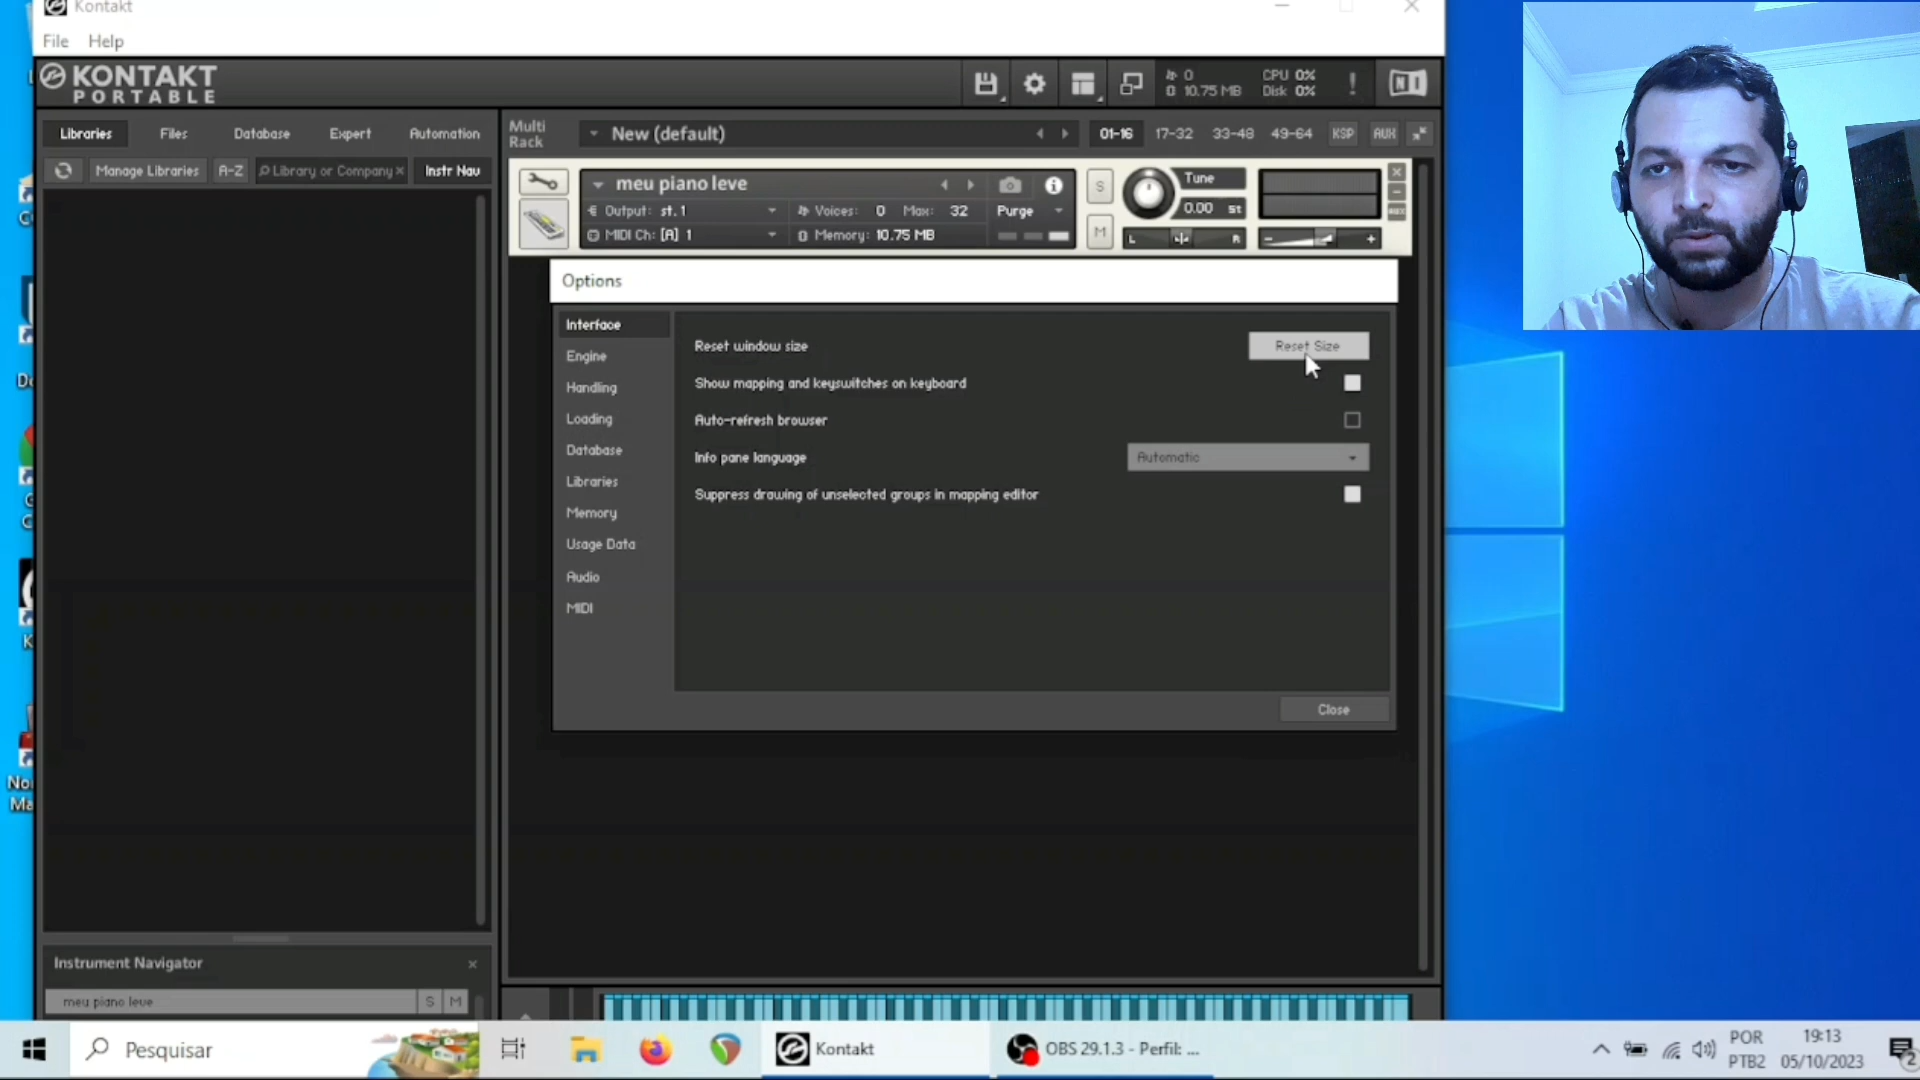 Kontakt
File Help
KONTAKT
PORTABLE
0
10.75 MB
CPU 0%
Disk 0%
!
NI
Libraries Files Database Expert Automation
Manage Libraries A-Z Library or Company × Instr Nav
Multi
Rack
New (default)
01-16 17-32 33-48 49-64 KSP AUX
meu piano leve
Output: st.1
Voices: 0 Max: 32
Purge
MIDI Ch: [A] 1
Memory: 10.75 MB
S
M
Tune
0.00 st
L R
- +
AUX
Options
Interface
Engine
Handling
Loading
Database
Libraries
Memory
Usage Data
Audio
MIDI
Reset window size
Reset Size
Show mapping and keyswitches on keyboard
Auto-refresh browser
Info pane language
Automatic
Suppress drawing of unselected groups in mapping editor
Close
Instrument Navigator ×
meu piano leve S M
Pesquisar
Kontakt
OBS 29.1.3 - Perfil: ...
POR
PTB2
19:13
05/10/2023
2